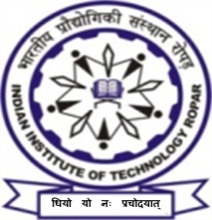 भारतीय प्रौद्योगिकी संस्थान रोपड़
INDIAN INSTITUTE OF TECHNOLOGY ROPAR
धियो यो नः प्रचोदयात्